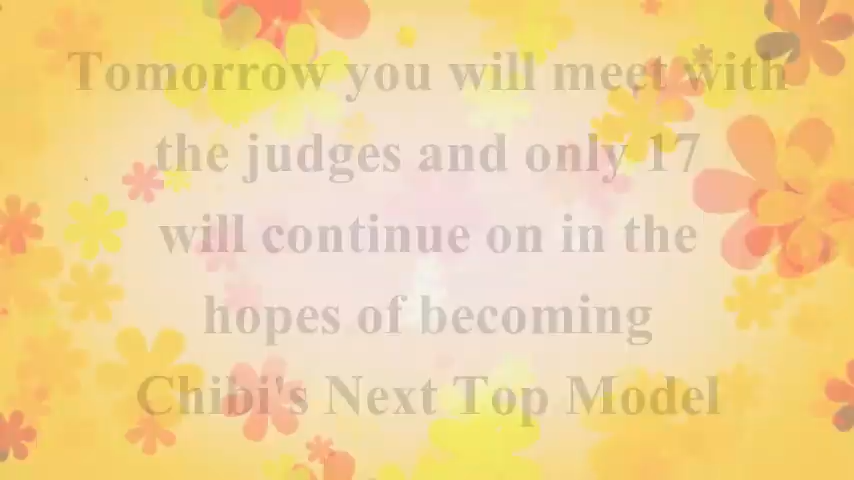 Tomorrow you will meet with
the judges and only 17
will continue on in the
hopes of becoming
Chibi's Next Top Model